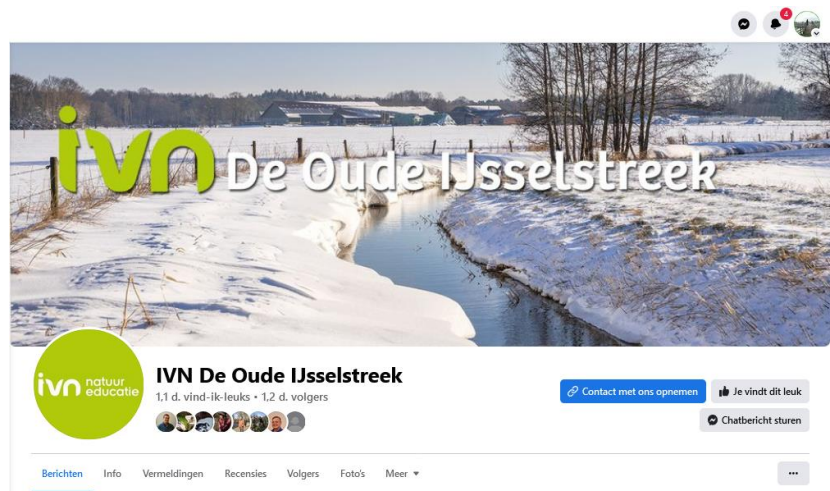 4
ivn De Oude IJsselstreek
ivn natuur
educatie
IVN De Oude IJsselstreek
1,1 d. vind-ik-leuks • 1,2 d. volgers
Contact met ons opnemen
Je vindt dit leuk
Chatbericht sturen
Berichten Info Vermeldingen Recensies Volgers Foto's Meer